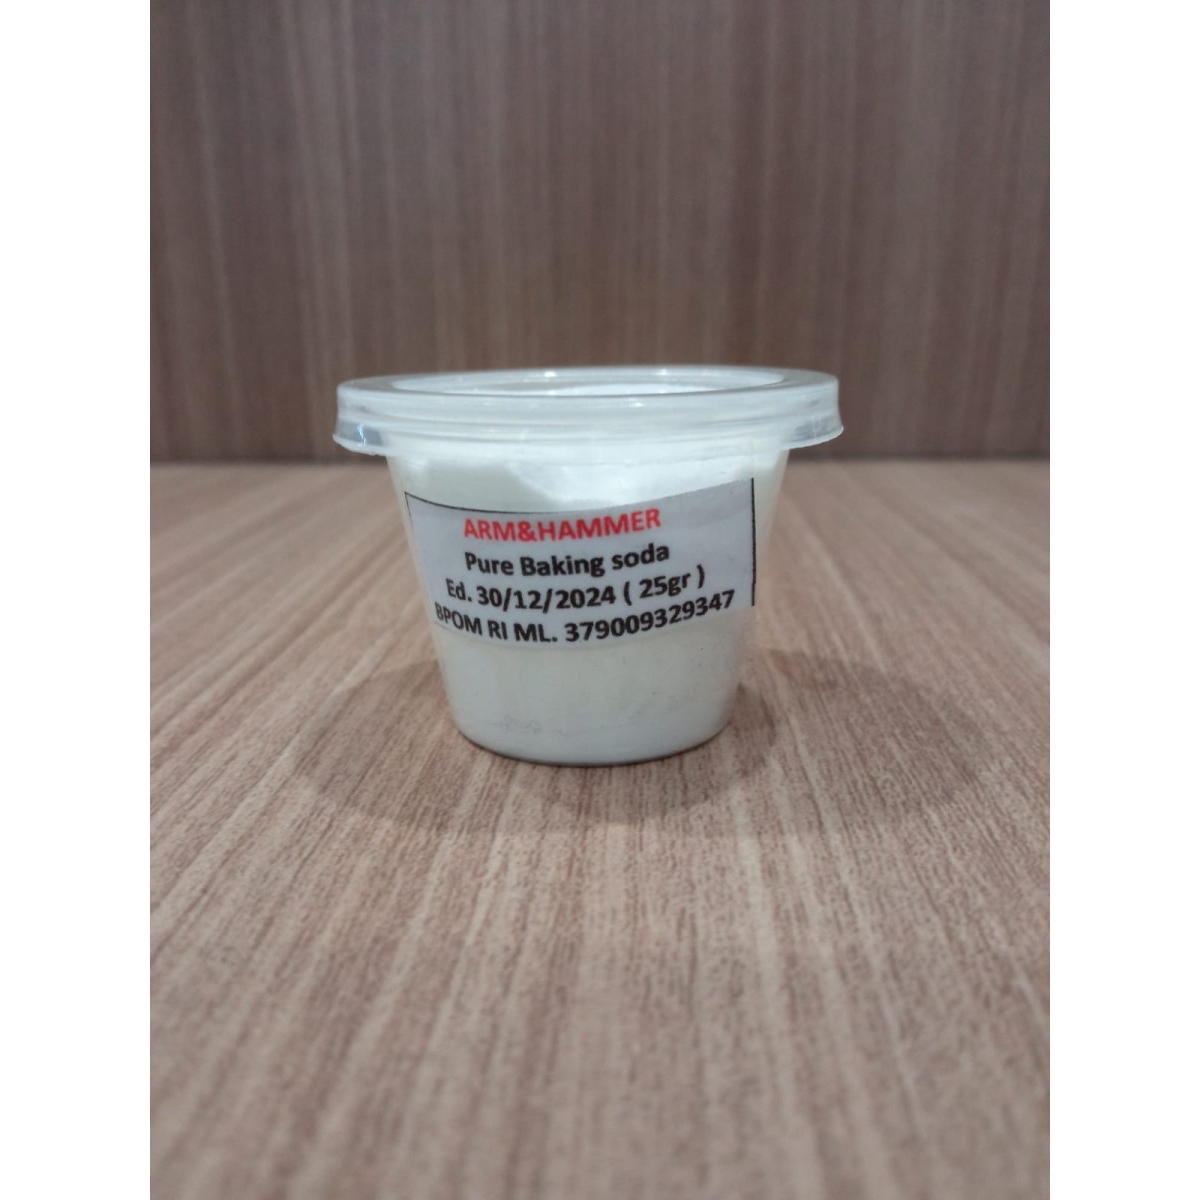 ARM&HAMMER
Pure Baking soda
Ed. 30/12/2024 ( 25gr )
BPOM RI ML. 379009329347